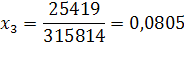 x₃ = 25419/315814 = 0,0805